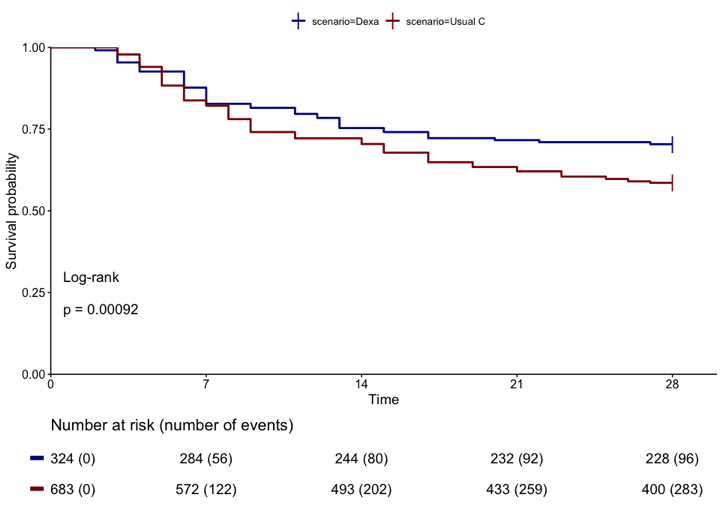 scenario=Dexa scenario=Usual C
1.00
0.75
0.50
0.25
0.00
Survival probability
Log-rank
p = 0.00092
0 7 14 21 28
Time
Number at risk (number of events)
324 (0) 284 (56) 244 (80) 232 (92) 228 (96)
683 (0) 572 (122) 493 (202) 433 (259) 400 (283)